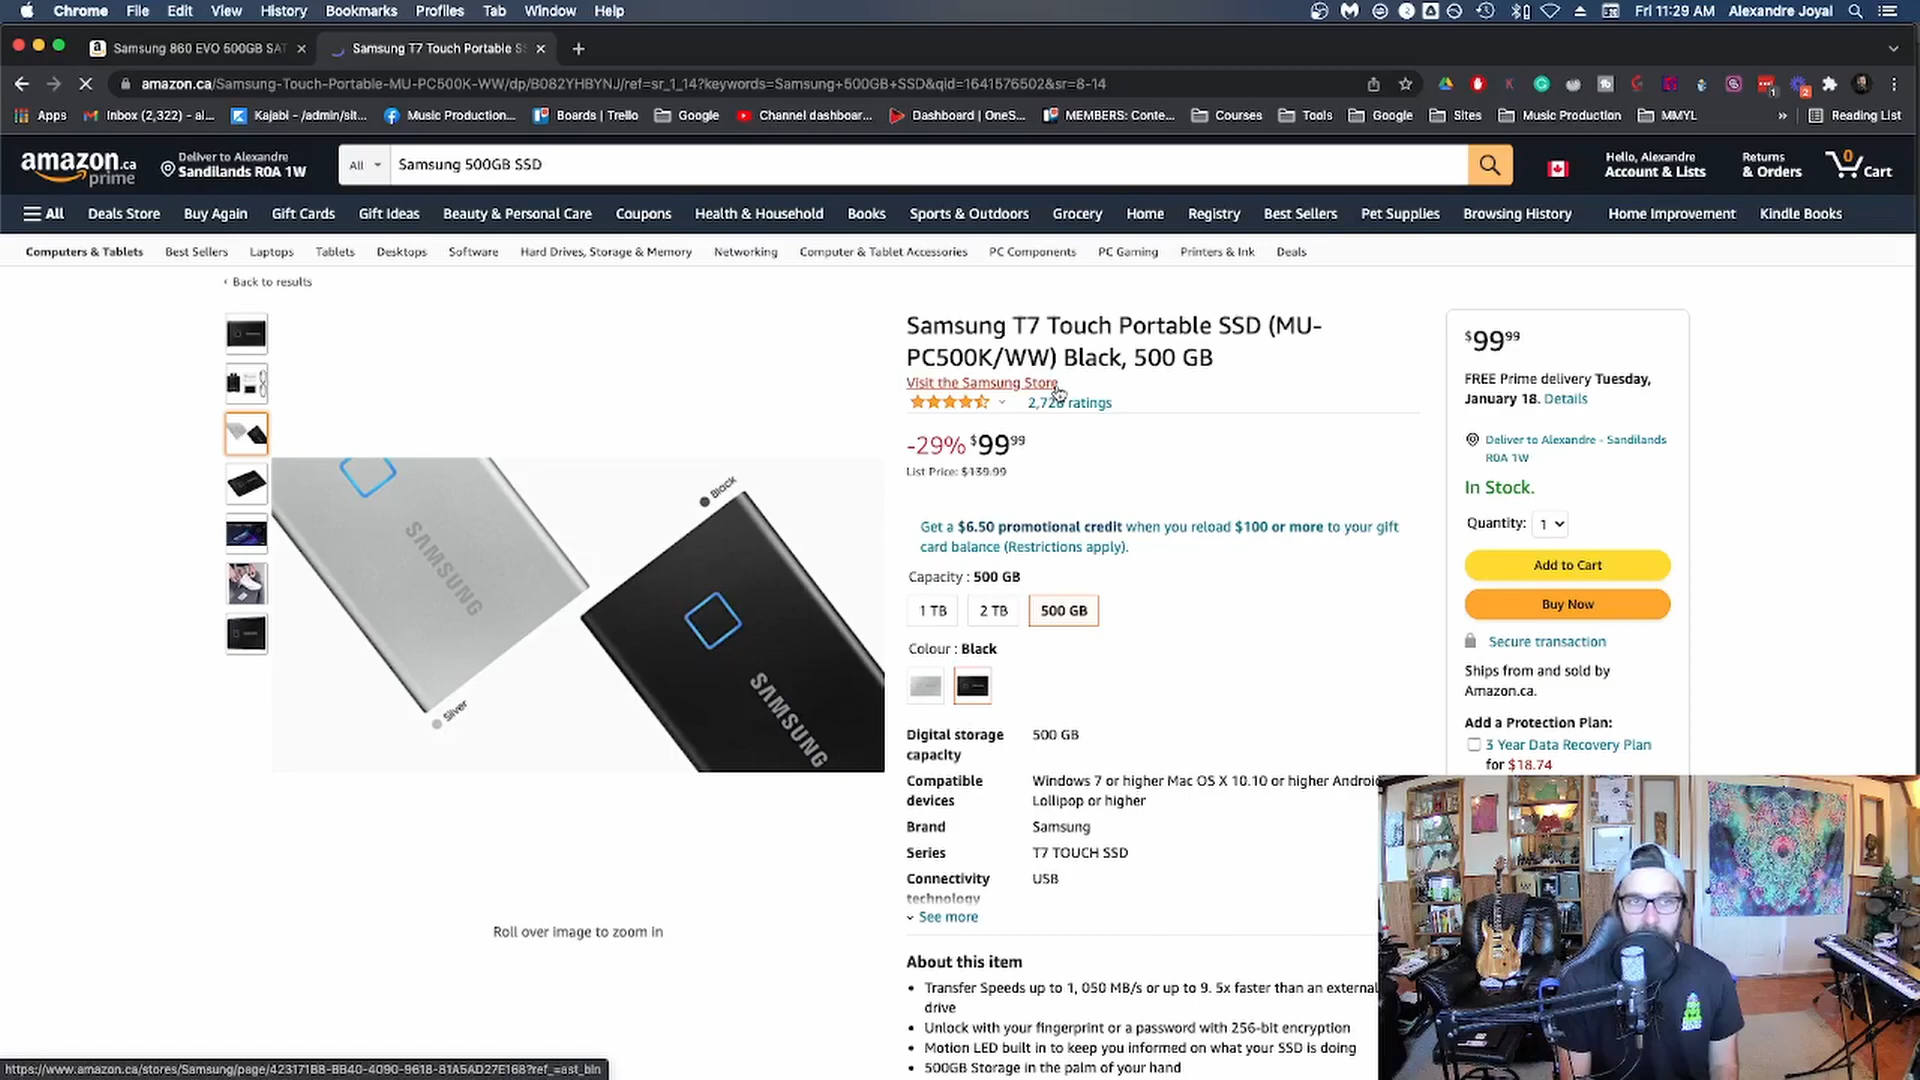 Chrome File Edit View History Bookmarks Profiles Tab Window Help
Fri 11:29 AM Alexandre Joyal
Samsung 860 EVO 500GB SAT
Samsung T7 Touch Portable SS
amazon.ca/Samsung-Touch-Portable-MU-PC500K-WW/dp/B082YHBYNJ/ref=sr_1_14?keywords=Samsung+500GB+SSD&qid=1641576502&sr=8-14
Apps Inbox (2,322) - al... Kajabi - /admin/sit... Music Production... Boards | Trello Google Channel dashboar... Dashboard | OneS... MEMBERS: Conte... Courses Tools Google Sites Music Production MMYL » Reading List
amazon.ca
prime
Deliver to Alexandre
Sandilands R0A 1W
All
Samsung 500GB SSD
Hello, Alexandre
Account & Lists
Returns
& Orders
0
Cart
All Deals Store Buy Again Gift Cards Gift Ideas Beauty & Personal Care Coupons Health & Household Books Sports & Outdoors Grocery Home Registry Best Sellers Pet Supplies Browsing History Home Improvement Kindle Books
Computers & Tablets Best Sellers Laptops Tablets Desktops Software Hard Drives, Storage & Memory Networking Computer & Tablet Accessories PC Components PC Gaming Printers & Ink Deals
‹ Back to results
Samsung T7 Touch Portable SSD (MU-
PC500K/WW) Black, 500 GB
Visit the Samsung Store
ratings
-29% $99⁹⁹
List Price: $139.99
Get a $6.50 promotional credit when you reload $100 or more to your gift
card balance (Restrictions apply).
Capacity : 500 GB
1 TB 2 TB 500 GB
Colour : Black
Digital storage
capacity
500 GB
Compatible
devices
Windows 7 or higher Mac OS X 10.10 or higher Android
Lollipop or higher
Brand Samsung
Series T7 TOUCH SSD
Connectivity
technology
USB
See more
About this item
• Transfer Speeds up to 1, 050 MB/s or up to 9. 5x faster than an external
drive
• Unlock with your fingerprint or a password with 256-bit encryption
• Motion LED built in to keep you informed on what your SSD is doing
• 500GB Storage in the palm of your hand
SAMSUNG
Silver
Black
SAMSUNG
Roll over image to zoom in
$99⁹⁹
FREE Prime delivery Tuesday,
January 18. Details
Deliver to Alexandre - Sandilands
R0A 1W
In Stock.
Quantity: 1
Add to Cart
Buy Now
Secure transaction
Ships from and sold by
Amazon.ca.
Add a Protection Plan:
3 Year Data Recovery Plan
for $18.74
https://www.amazon.ca/stores/Samsung/page/423171B8-BB40-4090-9618-81A5AD27E168?ref_=ast_bln